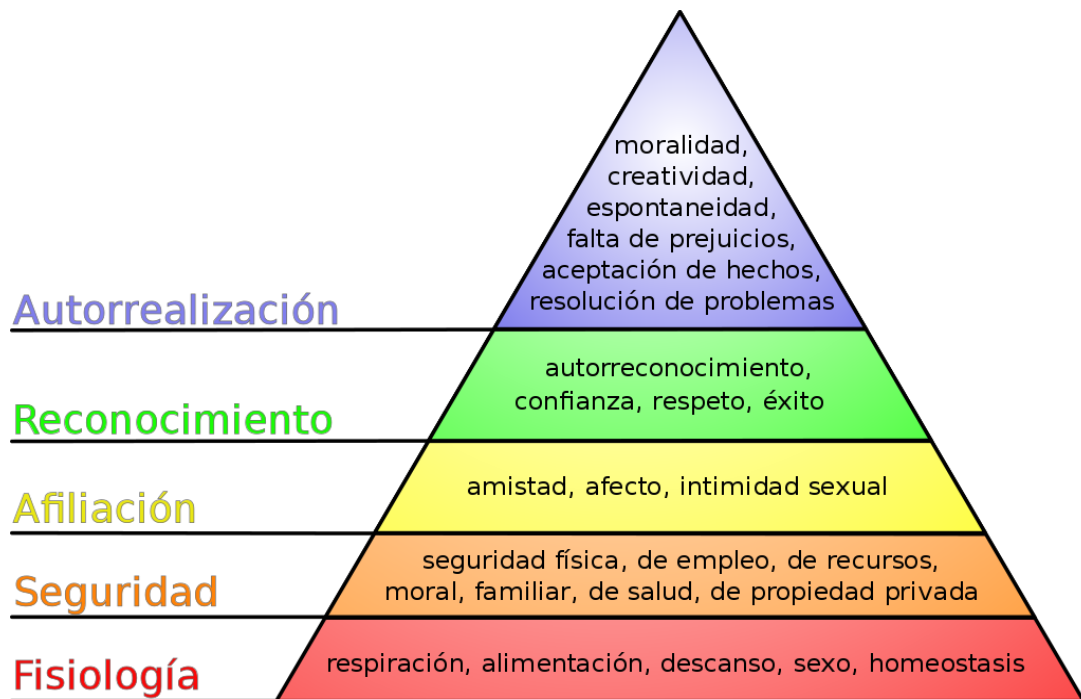 moralidad,
creatividad,
espontaneidad,
falta de prejuicios,
aceptación de hechos,
resolución de problemas
Autorrealización
autorreconocimiento,
confianza, respeto, éxito
Reconocimiento
amistad, afecto, intimidad sexual
Afiliación
seguridad física, de empleo, de recursos,
moral, familiar, de salud, de propiedad privada
Seguridad
respiración, alimentación, descanso, sexo, homeostasis
Fisiología